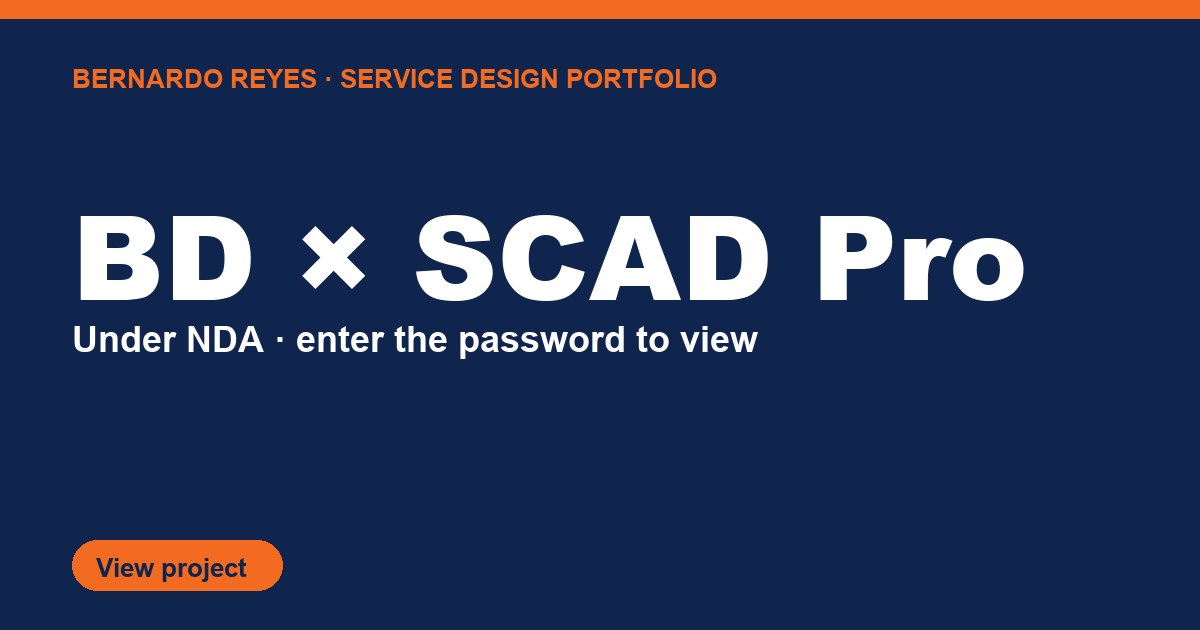 BERNARDO REYES · SERVICE DESIGN PORTFOLIO
BD × SCAD Pro
Under NDA · enter the password to view
View project